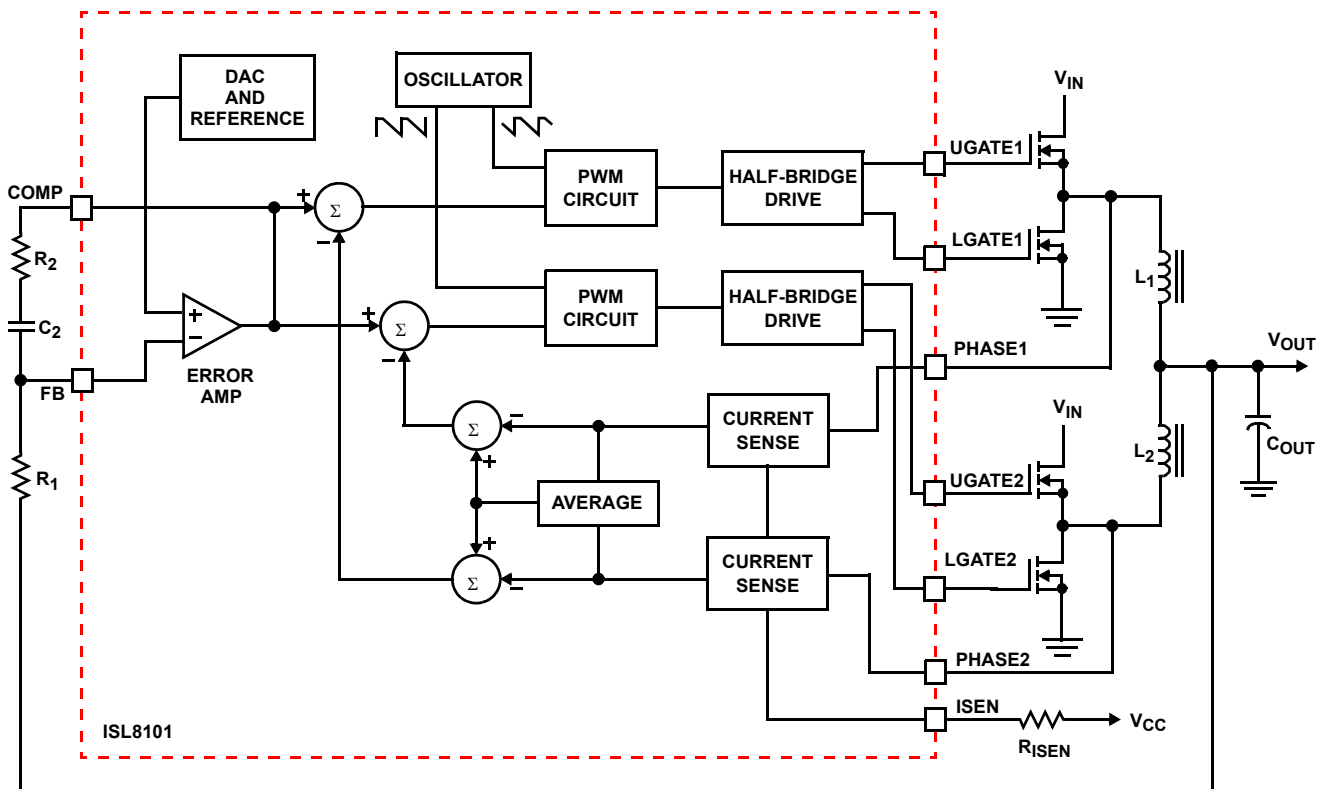 DAC
AND
REFERENCE
OSCILLATOR
VIN
UGATE1
COMP
+
Σ
−
PWM
CIRCUIT
HALF-BRIDGE
DRIVE
LGATE1
R2
L1
C2
+
−
ERROR
AMP
+
Σ
−
PWM
CIRCUIT
HALF-BRIDGE
DRIVE
PHASE1
VOUT
FB
Σ
−
+
CURRENT
SENSE
VIN
L2
COUT
R1
AVERAGE
UGATE2
+
Σ
−
CURRENT
SENSE
LGATE2
PHASE2
ISEN
RISEN
VCC
ISL8101